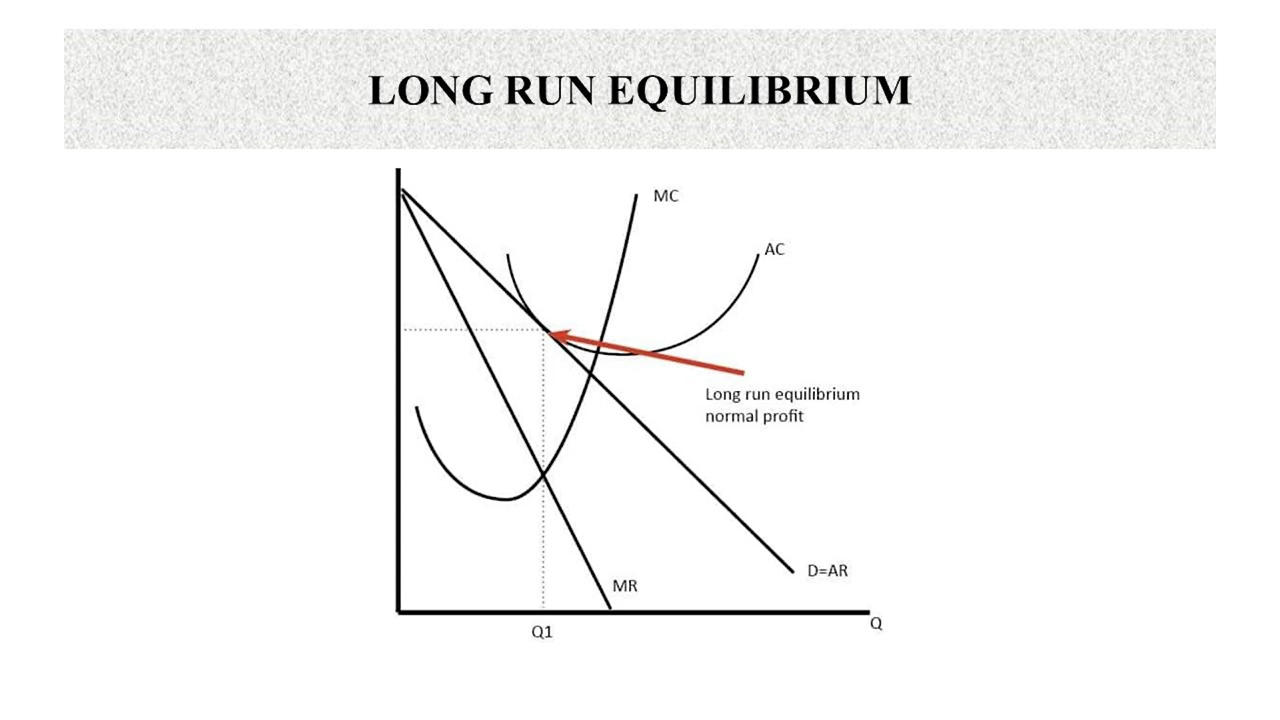 LONG RUN EQUILIBRIUM
MC
AC
Long run equilibrium
normal profit
D=AR
MR
Q
Q1